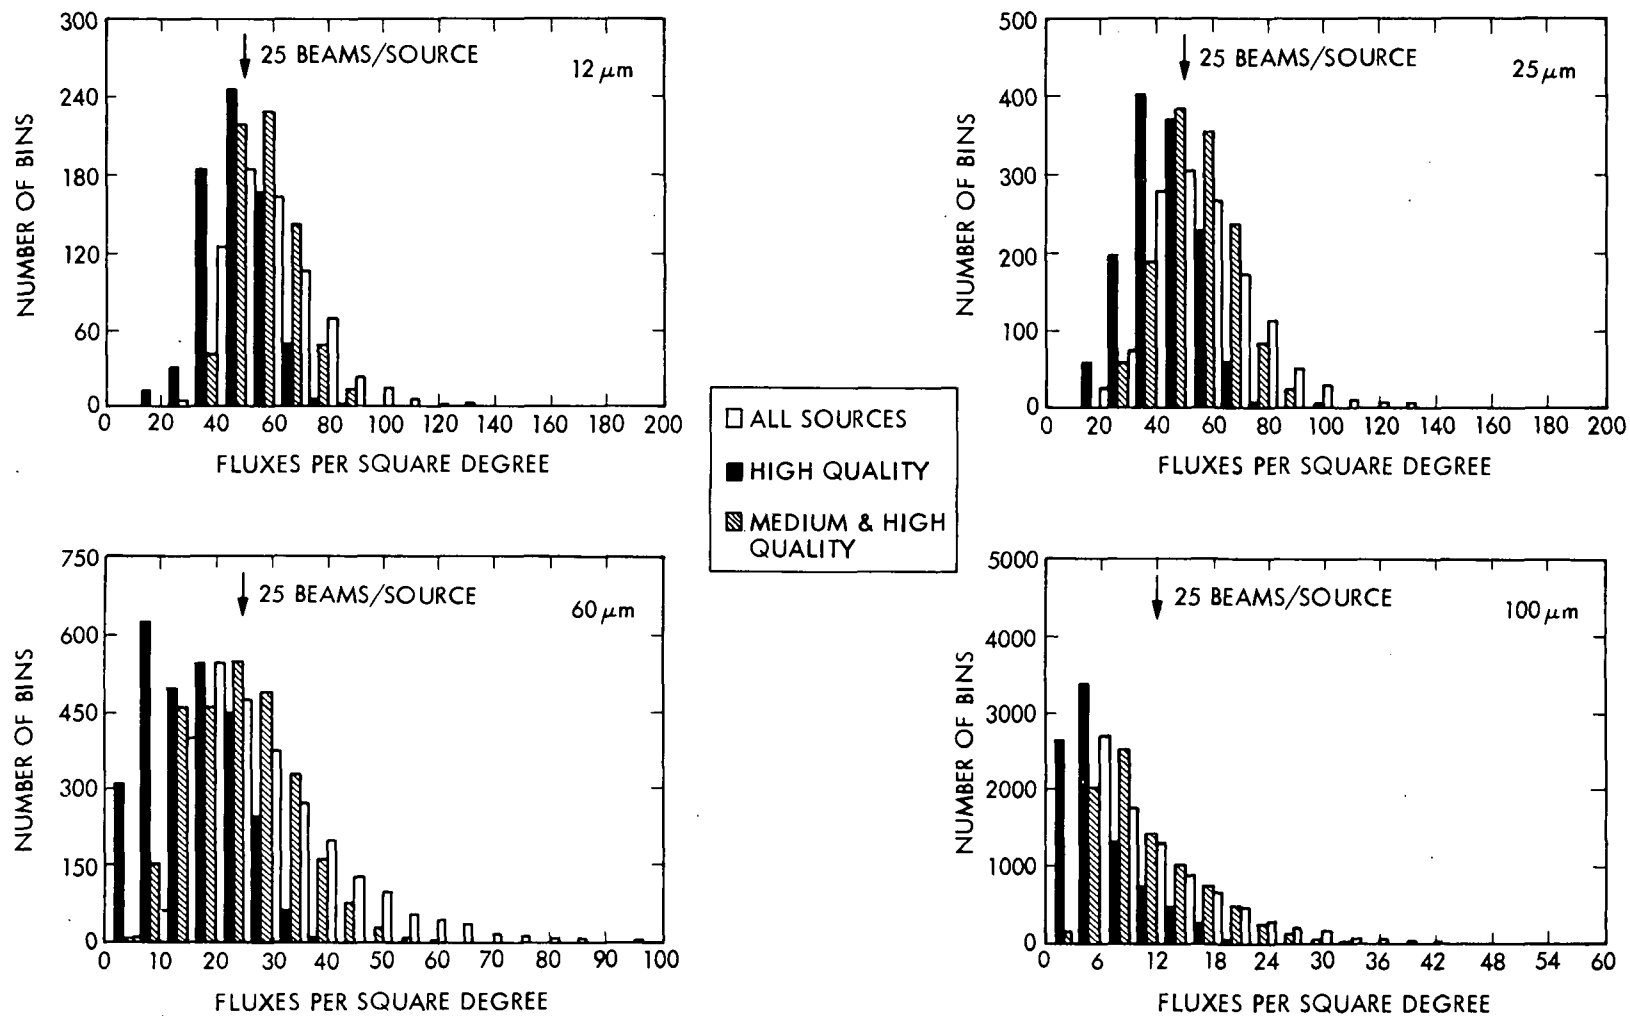 300
240
180
120
60
0
NUMBER OF BINS
25 BEAMS/SOURCE
12 μm
0 20 40 60 80 100 120 140 160 180 200
FLUXES PER SQUARE DEGREE
500
400
300
200
100
0
NUMBER OF BINS
25 BEAMS/SOURCE
25 μm
0 20 40 60 80 100 120 140 160 180 200
FLUXES PER SQUARE DEGREE
ALL SOURCES
HIGH QUALITY
MEDIUM & HIGH
QUALITY
750
600
450
300
150
0
NUMBER OF BINS
25 BEAMS/SOURCE
60 μm
0 10 20 30 40 50 60 70 80 90 100
FLUXES PER SQUARE DEGREE
5000
4000
3000
2000
1000
0
NUMBER OF BINS
25 BEAMS/SOURCE
100 μm
0 6 12 18 24 30 36 42 48 54 60
FLUXES PER SQUARE DEGREE